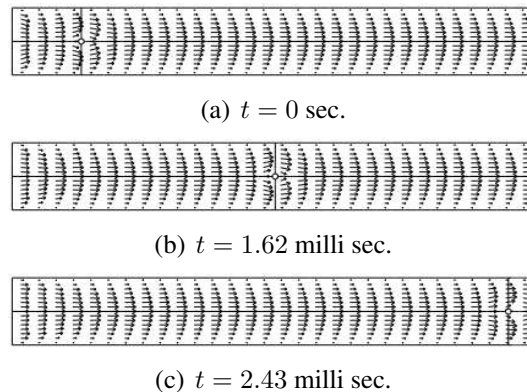 (a) t = 0 sec.
(b) t = 1.62 milli sec.
(c) t = 2.43 milli sec.